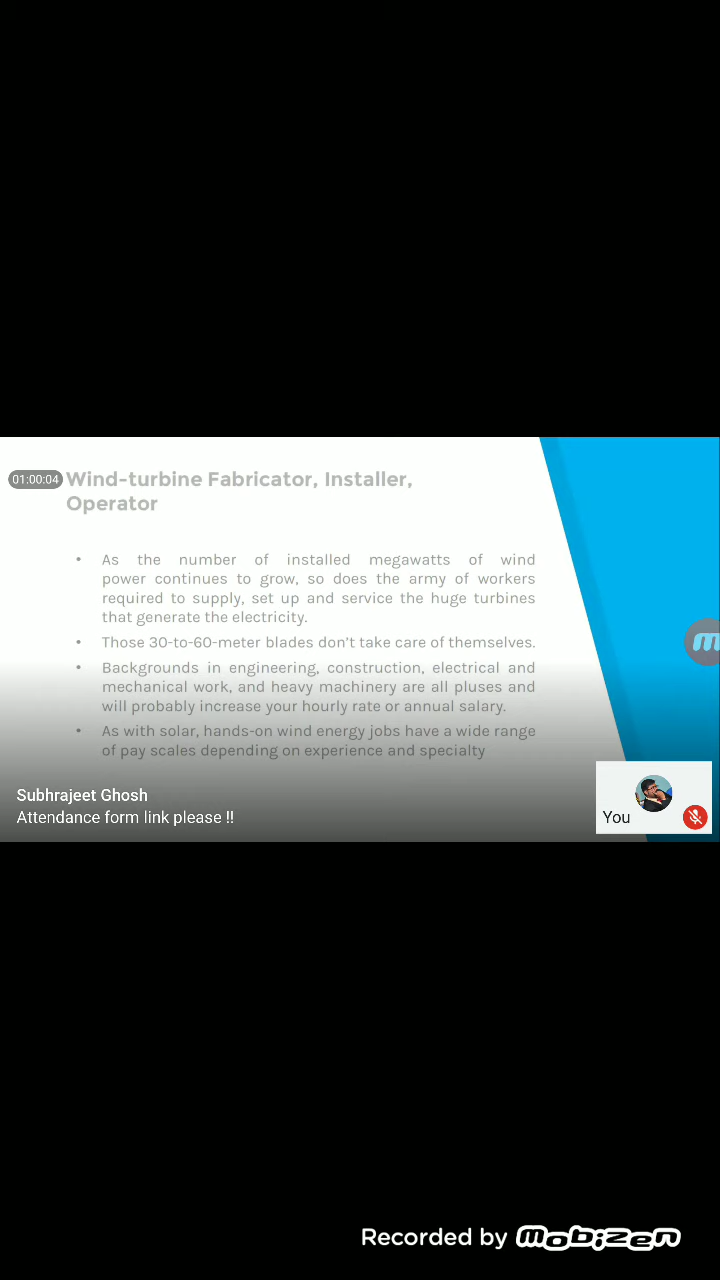 01:00:04
Wind-turbine Fabricator, Installer,
Operator
• As the number of installed megawatts of wind
power continues to grow, so does the army of workers
required to supply, set up and service the huge turbines
that generate the electricity.
• Those 30-to-60-meter blades don’t take care of themselves.
• Backgrounds in engineering, construction, electrical and
mechanical work, and heavy machinery are all pluses and
will probably increase your hourly rate or annual salary.
• As with solar, hands-on wind energy jobs have a wide range
of pay scales depending on experience and specialty
Subhrajeet Ghosh
Attendance form link please !!
You
Recorded by mobizen